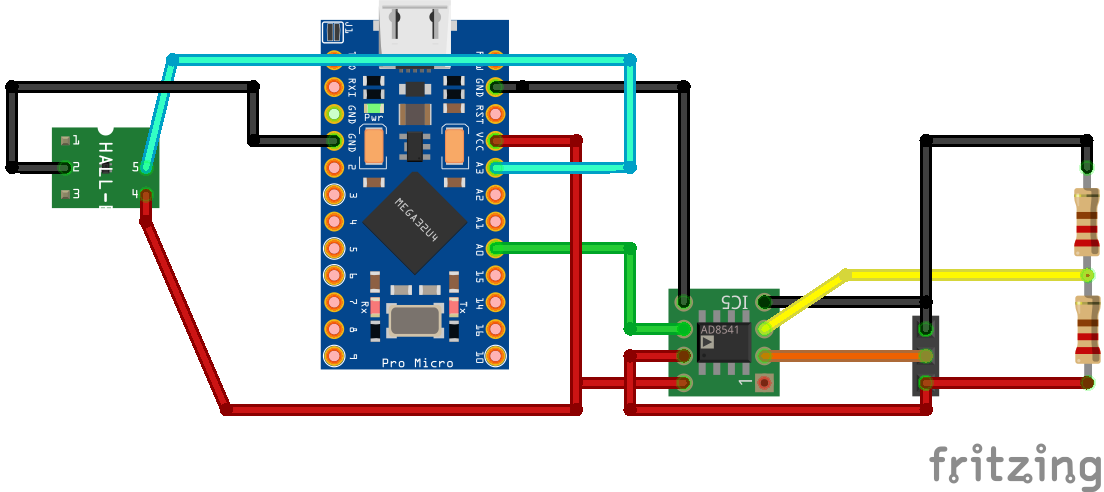 J1
RXI
GND
GND
2
3
4
5
6
7
8
9
Pwr
GND
RST
VCC
A3
A2
A1
A0
15
14
16
10
MEGA32U4
Rx
Tx
Pro Micro
1
2
3
HALL-
5
4
IC5
AD8541
1
fritzing